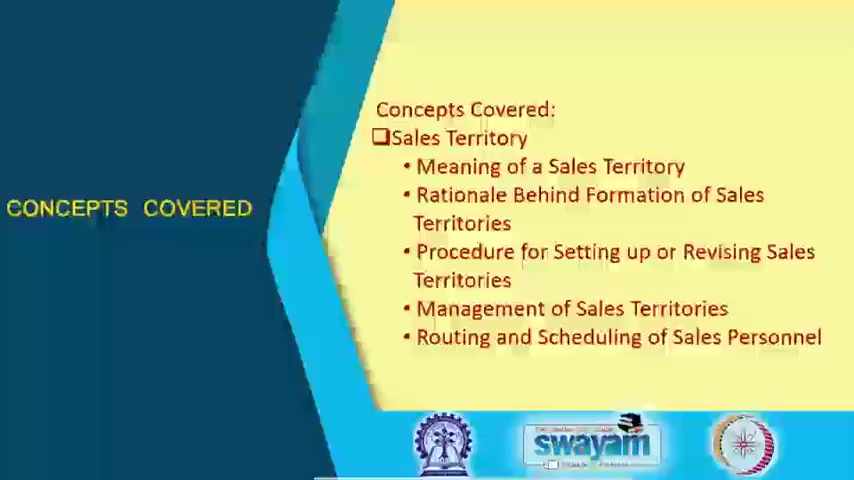 CONCEPTS COVERED
Concepts Covered:
❑Sales Territory
• Meaning of a Sales Territory
• Rationale Behind Formation of Sales
Territories
• Procedure for Setting up or Revising Sales
Territories
• Management of Sales Territories
• Routing and Scheduling of Sales Personnel
swayam